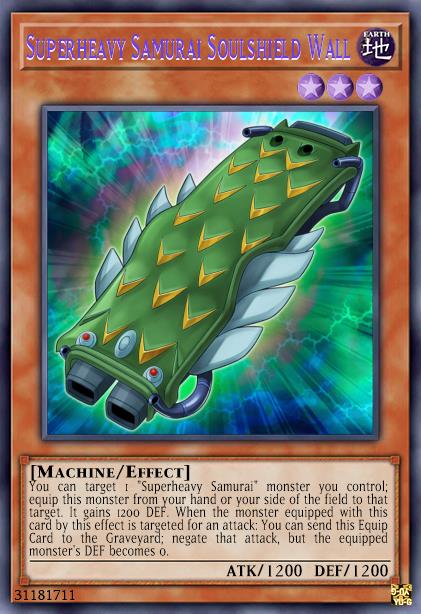 Superheavy Samurai Soulshield Wall
EARTH
地
[Machine/Effect]
You can target 1 "Superheavy Samurai" monster you control;
equip this monster from your hand or your side of the field to that
target. It gains 1200 DEF. When the monster equipped with this
card by this effect is targeted for an attack: You can send this Equip
Card to the Graveyard; negate that attack, but the equipped
monster's DEF becomes 0.
ATK/1200 DEF/1200
31181711